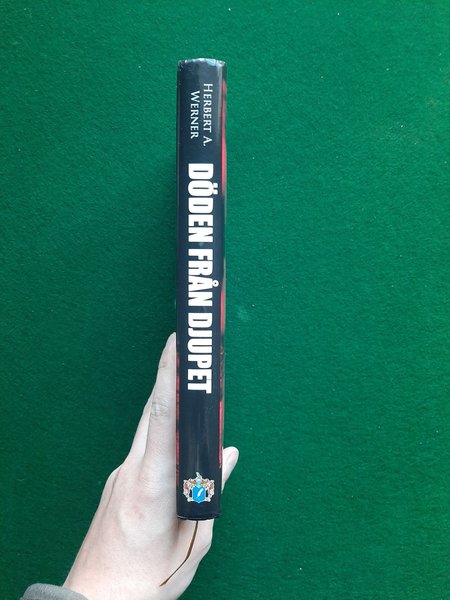 HERBERT A.
WERNER
DÖDEN FRÅN DJUPET